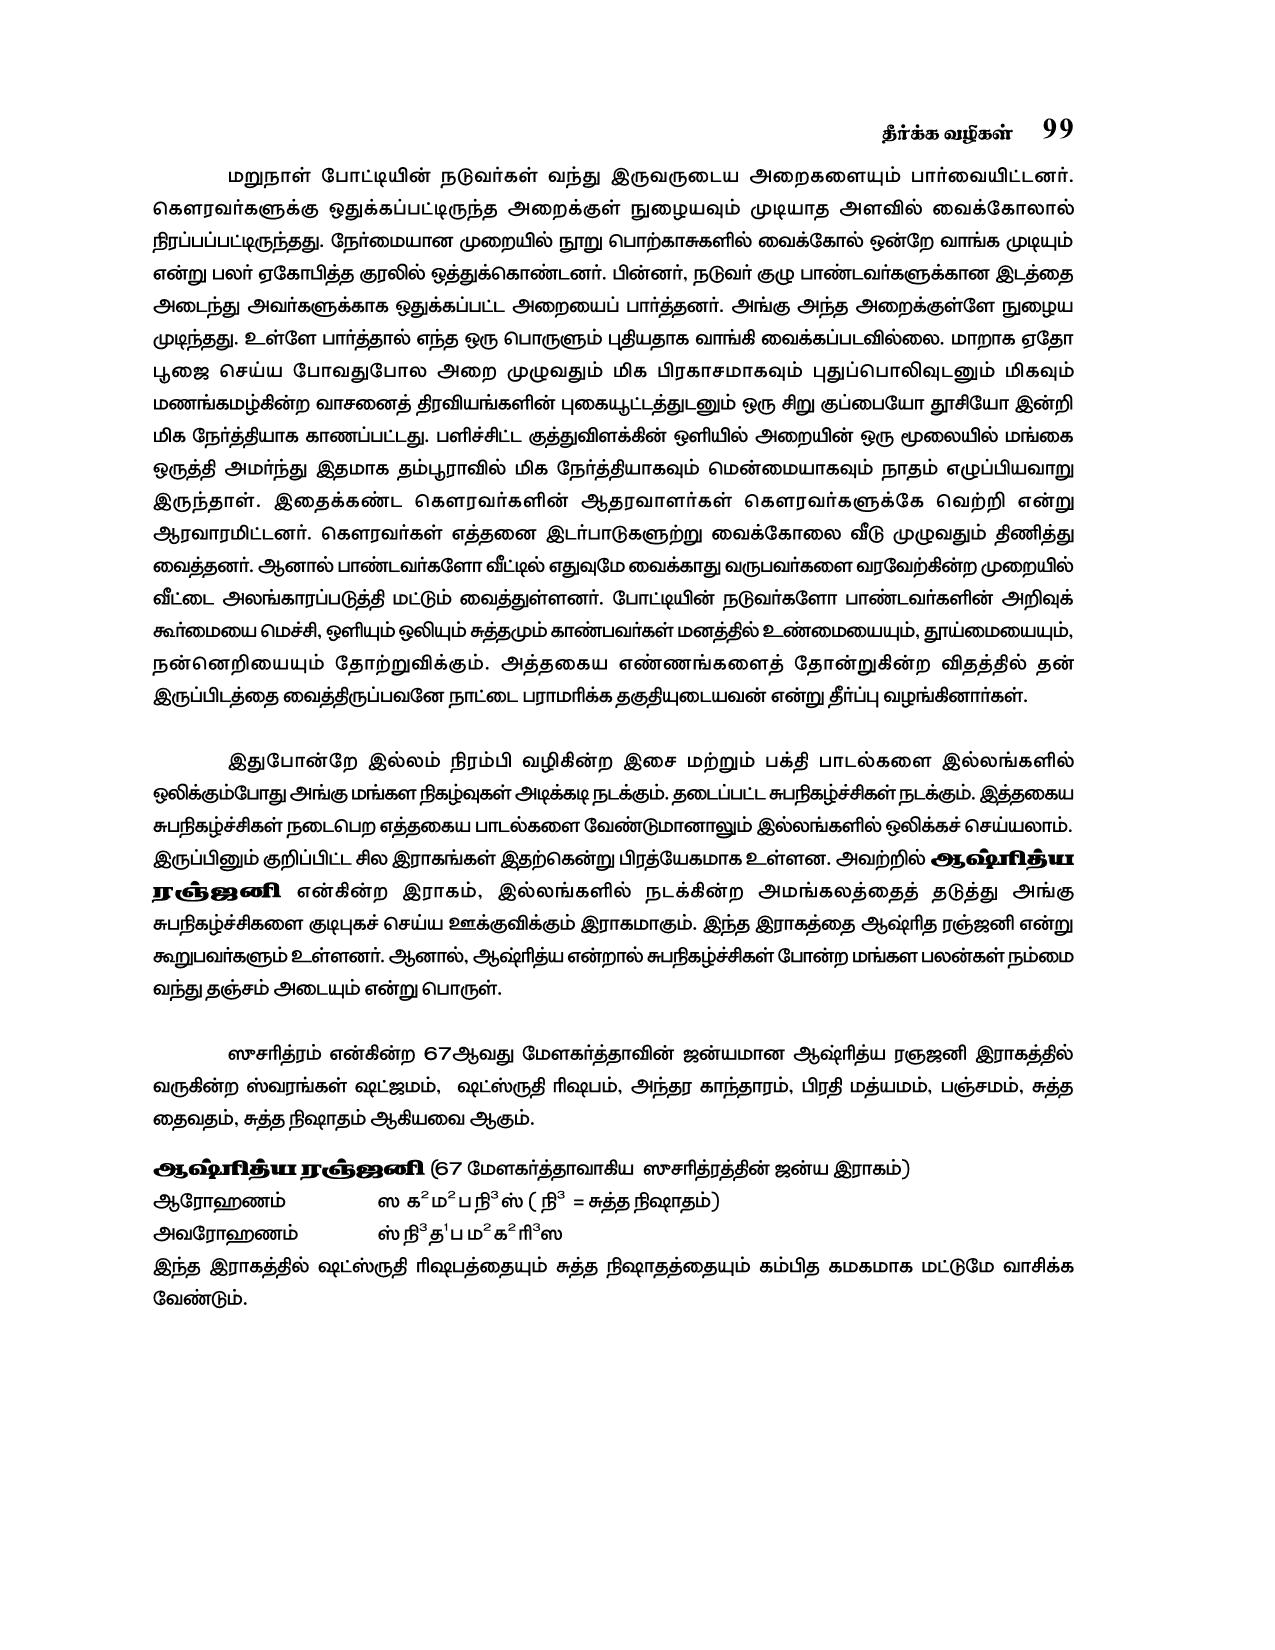 தீர்க்க வழிகள் 99
மறுநாள் போட்டியின் நடுவர்கள் வந்து இருவருடைய அறைகளையும் பார்வையிட்டனர்.
கௌரவர்களுக்கு ஒதுக்கப்பட்டிருந்த அறைக்குள் நுழையவும் முடியாத அளவில் வைக்கோலால்
நிரப்பப்பட்டிருந்தது. நேர்மையான முறையில் நூறு பொற்காசுகளில் வைக்கோல் ஒன்றே வாங்க முடியும்
என்று பலர் ஏகோபித்த குரலில் ஒத்துக்கொண்டனர். பின்னர், நடுவர் குழு பாண்டவர்களுக்கான இடத்தை
அடைந்து அவர்களுக்காக ஒதுக்கப்பட்ட அறையைப் பார்த்தனர். அங்கு அந்த அறைக்குள்ளே நுழைய
முடிந்தது. உள்ளே பார்த்தால் எந்த ஒரு பொருளும் புதியதாக வாங்கி வைக்கப்படவில்லை. மாறாக ஏதோ
பூஜை செய்ய போவதுபோல அறை முழுவதும் மிக பிரகாசமாகவும் புதுப்பொலிவுடனும் மிகவும்
மணங்கமழ்கின்ற வாசனைத் திரவியங்களின் புகையூட்டத்துடனும் ஒரு சிறு குப்பையோ தூசியோ இன்றி
மிக நேர்த்தியாக காணப்பட்டது. பளிச்சிட்ட குத்துவிளக்கின் ஒளியில் அறையின் ஒரு மூலையில் மங்கை
ஒருத்தி அமர்ந்து இதமாக தம்பூராவில் மிக நேர்த்தியாகவும் மென்மையாகவும் நாதம் எழுப்பியவாறு
இருந்தாள். இதைக்கண்ட கௌரவர்களின் ஆதரவாளர்கள் கௌரவர்களுக்கே வெற்றி என்று
ஆரவாரமிட்டனர். கௌரவர்கள் எத்தனை இடர்பாடுகளுற்று வைக்கோலை வீடு முழுவதும் திணித்து
வைத்தனர். ஆனால் பாண்டவர்களோ வீட்டில் எதுவுமே வைக்காது வருபவர்களை வரவேற்கின்ற முறையில்
வீட்டை அலங்காரப்படுத்தி மட்டும் வைத்துள்ளனர். போட்டியின் நடுவர்களோ பாண்டவர்களின் அறிவுக்
கூர்மையை மெச்சி, ஒளியும் ஒலியும் சுத்தமும் காண்பவர்கள் மனத்தில் உண்மையையும், தூய்மையையும்,
நன்னெறியையும் தோற்றுவிக்கும். அத்தகைய எண்ணங்களைத் தோன்றுகின்ற விதத்தில் தன்
இருப்பிடத்தை வைத்திருப்பவனே நாட்டை பராமரிக்க தகுதியுடையவன் என்று தீர்ப்பு வழங்கினார்கள்.
இதுபோன்றே இல்லம் நிரம்பி வழிகின்ற இசை மற்றும் பக்தி பாடல்களை இல்லங்களில்
ஒலிக்கும்போது அங்கு மங்கள நிகழ்வுகள் அடிக்கடி நடக்கும். தடைப்பட்ட சுபநிகழ்ச்சிகள் நடக்கும். இத்தகைய
சுபநிகழ்ச்சிகள் நடைபெற எத்தகைய பாடல்களை வேண்டுமானாலும் இல்லங்களில் ஒலிக்கச் செய்யலாம்.
இருப்பினும் குறிப்பிட்ட சில இராகங்கள் இதற்கென்று பிரத்யேகமாக உள்ளன. அவற்றில் ஆஷ்ரித்ய
ரஞ்ஜனி என்கின்ற இராகம், இல்லங்களில் நடக்கின்ற அமங்கலத்தைத் தடுத்து அங்கு
சுபநிகழ்ச்சிகளை குடிபுகச் செய்ய ஊக்குவிக்கும் இராகமாகும். இந்த இராகத்தை ஆஷ்ரித ரஞ்ஜனி என்று
கூறுபவர்களும் உள்ளனர். ஆனால், ஆஷ்ரித்ய என்றால் சுபநிகழ்ச்சிகள் போன்ற மங்கள பலன்கள் நம்மை
வந்து தஞ்சம் அடையும் என்று பொருள்.
ஸுசரித்ரம் என்கின்ற 67ஆவது மேளகர்த்தாவின் ஜன்யமான ஆஷ்ரித்ய ரஞஜனி இராகத்தில்
வருகின்ற ஸ்வரங்கள் ஷட்ஜமம், ஷட்ஸ்ருதி ரிஷபம், அந்தர காந்தாரம், பிரதி மத்யமம், பஞ்சமம், சுத்த
தைவதம், சுத்த நிஷாதம் ஆகியவை ஆகும்.
ஆஷ்ரித்ய ரஞ்ஜனி (67 மேளகர்த்தாவாகிய ஸுசரித்ரத்தின் ஜன்ய இராகம்)
ஆரோஹணம் ஸ க² ம² ப நி³ ஸ் ( நி³ = சுத்த நிஷாதம்)
அவரோஹணம் ஸ் நி³ த¹ ப ம² க² ரி³ ஸ
இந்த இராகத்தில் ஷட்ஸ்ருதி ரிஷபத்தையும் சுத்த நிஷாதத்தையும் கம்பித கமகமாக மட்டுமே வாசிக்க
வேண்டும்.